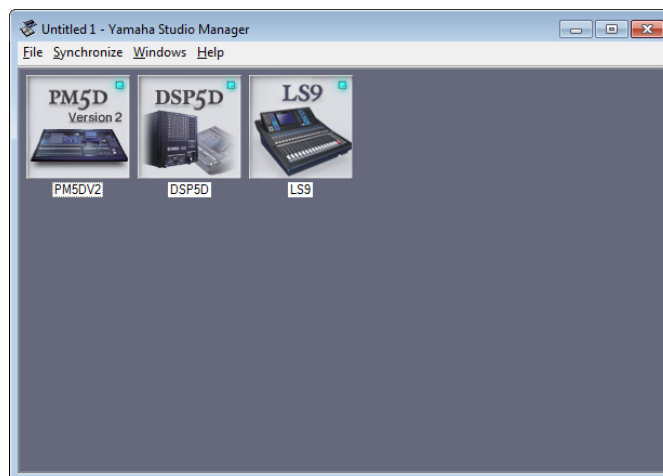 Untitled 1 - Yamaha Studio Manager
File Synchronize Windows Help
PM5D
Version 2
DSP5D
LS9
PM5DV2
DSP5D
LS9